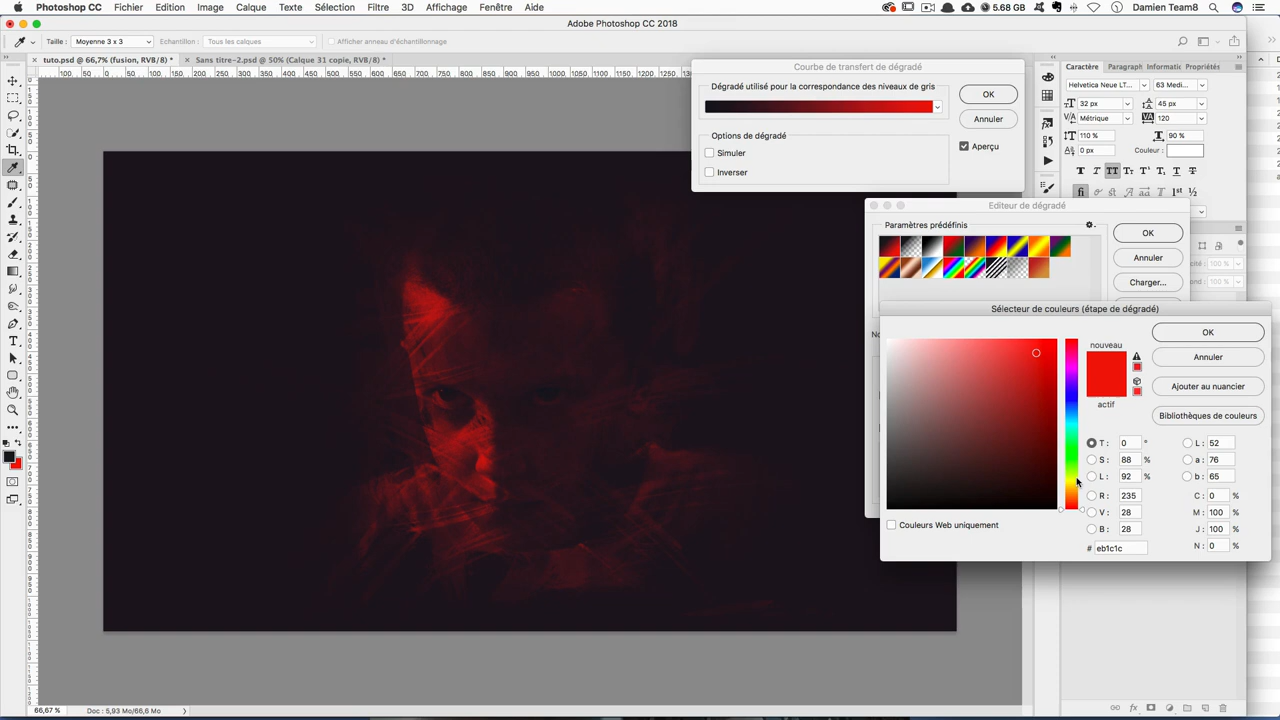 Photoshop CC Fichier Edition Image Calque Texte Sélection Filtre 3D Affichage Fenêtre Aide 5.68 GB Damien Team8
Adobe Photoshop CC 2018
Taille : Moyenne 3 x 3 Echantillon : Tous les calques Afficher anneau d'échantillonnage
tuto.psd @ 66,7% (fusion, RVB/8) * Sans titre-2.psd @ 50% (Calque 31 copie, RVB/8) *
Courbe de transfert de dégradé
Dégradé utilisé pour la correspondance des niveaux de gris
OK
Annuler
Options de dégradé
Simuler
Aperçu
Inverser
Caractère Paragraph Informati Propriétés
Helvetica Neue LT... 63 Medi...
32 px 45 px
Métrique 120
110 % 90 %
0 px Couleur :
Editeur de dégradé
Paramètres prédéfinis
OK
Annuler
Charger...
No
Sélecteur de couleurs (étape de dégradé)
nouveau
actif
OK
Annuler
Ajouter au nuancier
Bibliothèques de couleurs
T : 0 ° L : 52
S : 88 % a : 76
L : 92 % b : 65
R : 235 C : 0 %
V : 28 M : 100 %
B : 28 J : 100 %
# eb1c1c N : 0 %
Couleurs Web uniquement
66,67 % Doc : 5,93 Mo/66,6 Mo